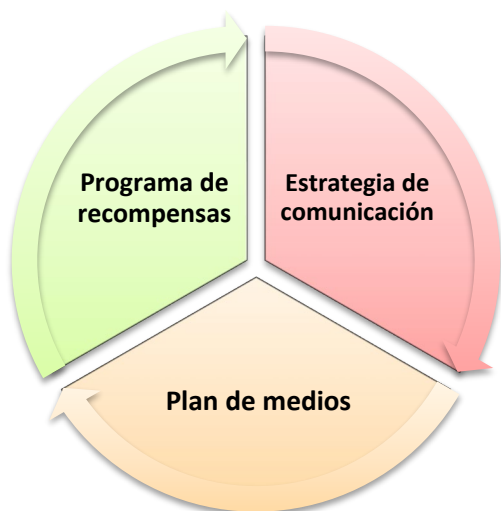 Programa de
recompensas
Estrategia de
comunicación
Plan de medios